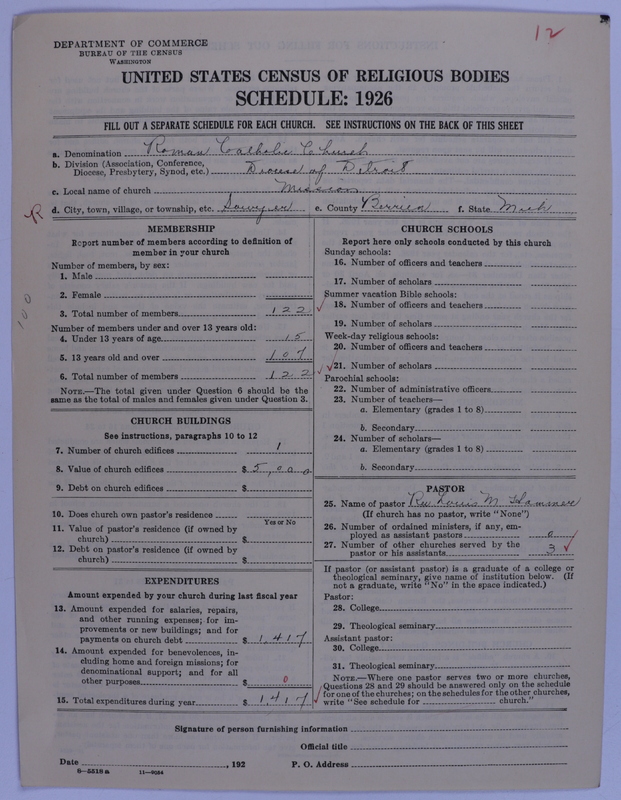 12
DEPARTMENT OF COMMERCE
BUREAU OF THE CENSUS
WASHINGTON
UNITED STATES CENSUS OF RELIGIOUS BODIES
SCHEDULE: 1926
FILL OUT A SEPARATE SCHEDULE FOR EACH CHURCH. SEE INSTRUCTIONS ON THE BACK OF THIS SHEET
a. Denomination Roman Catholic Church
b. Division (Association, Conference,
Diocese, Presbytery, Synod, etc.) Diocese of Detroit
c. Local name of church Mission
R d. City, town, village, or township, etc. Sawyer e. County Berrien f. State Mich
MEMBERSHIP
Report number of members according to definition of
member in your church
Number of members, by sex:
1. Male
2. Female
3. Total number of members 122
100
Number of members under and over 13 years old:
4. Under 13 years of age 15
5. 13 years old and over 107
6. Total number of members 122
NOTE.—The total given under Question 6 should be the
same as the total of males and females given under Question 3.
CHURCH BUILDINGS
See instructions, paragraphs 10 to 12
7. Number of church edifices 1
8. Value of church edifices $ 5,000
9. Debt on church edifices $
10. Does church own pastor's residence
Yes or No
11. Value of pastor's residence (if owned by
church) $
12. Debt on pastor's residence (if owned by
church) $
EXPENDITURES
Amount expended by your church during last fiscal year
13. Amount expended for salaries, repairs,
and other running expenses; for im-
provements or new buildings; and for
payments on church debt $ 1,417
14. Amount expended for benevolences, in-
cluding home and foreign missions; for
denominational support; and for all
other purposes $ 0
15. Total expenditures during year $ 1,417
CHURCH SCHOOLS
Report here only schools conducted by this church
Sunday schools:
16. Number of officers and teachers
17. Number of scholars
Summer vacation Bible schools:
18. Number of officers and teachers
19. Number of scholars
Week-day religious schools:
20. Number of officers and teachers
21. Number of scholars
Parochial schools:
22. Number of administrative officers
23. Number of teachers—
a. Elementary (grades 1 to 8)
b. Secondary
24. Number of scholars—
a. Elementary (grades 1 to 8)
b. Secondary
PASTOR
25. Name of pastor Rev Louis M. Hammer
(If church has no pastor, write "None")
26. Number of ordained ministers, if any, em-
ployed as assistant pastors 0
27. Number of other churches served by the
pastor or his assistants 3
If pastor (or assistant pastor) is a graduate of a college or
theological seminary, give name of institution below. (If
not a graduate, write "No" in the space indicated.)
Pastor:
28. College
29. Theological seminary
Assistant pastor:
30. College
31. Theological seminary
NOTE.—Where one pastor serves two or more churches,
Questions 28 and 29 should be answered only on the schedule
for one of the churches; on the schedules for the other churches,
write "See schedule for church."
Signature of person furnishing information
Official title
Date , 192 P. O. Address
8—5518a 11—9054